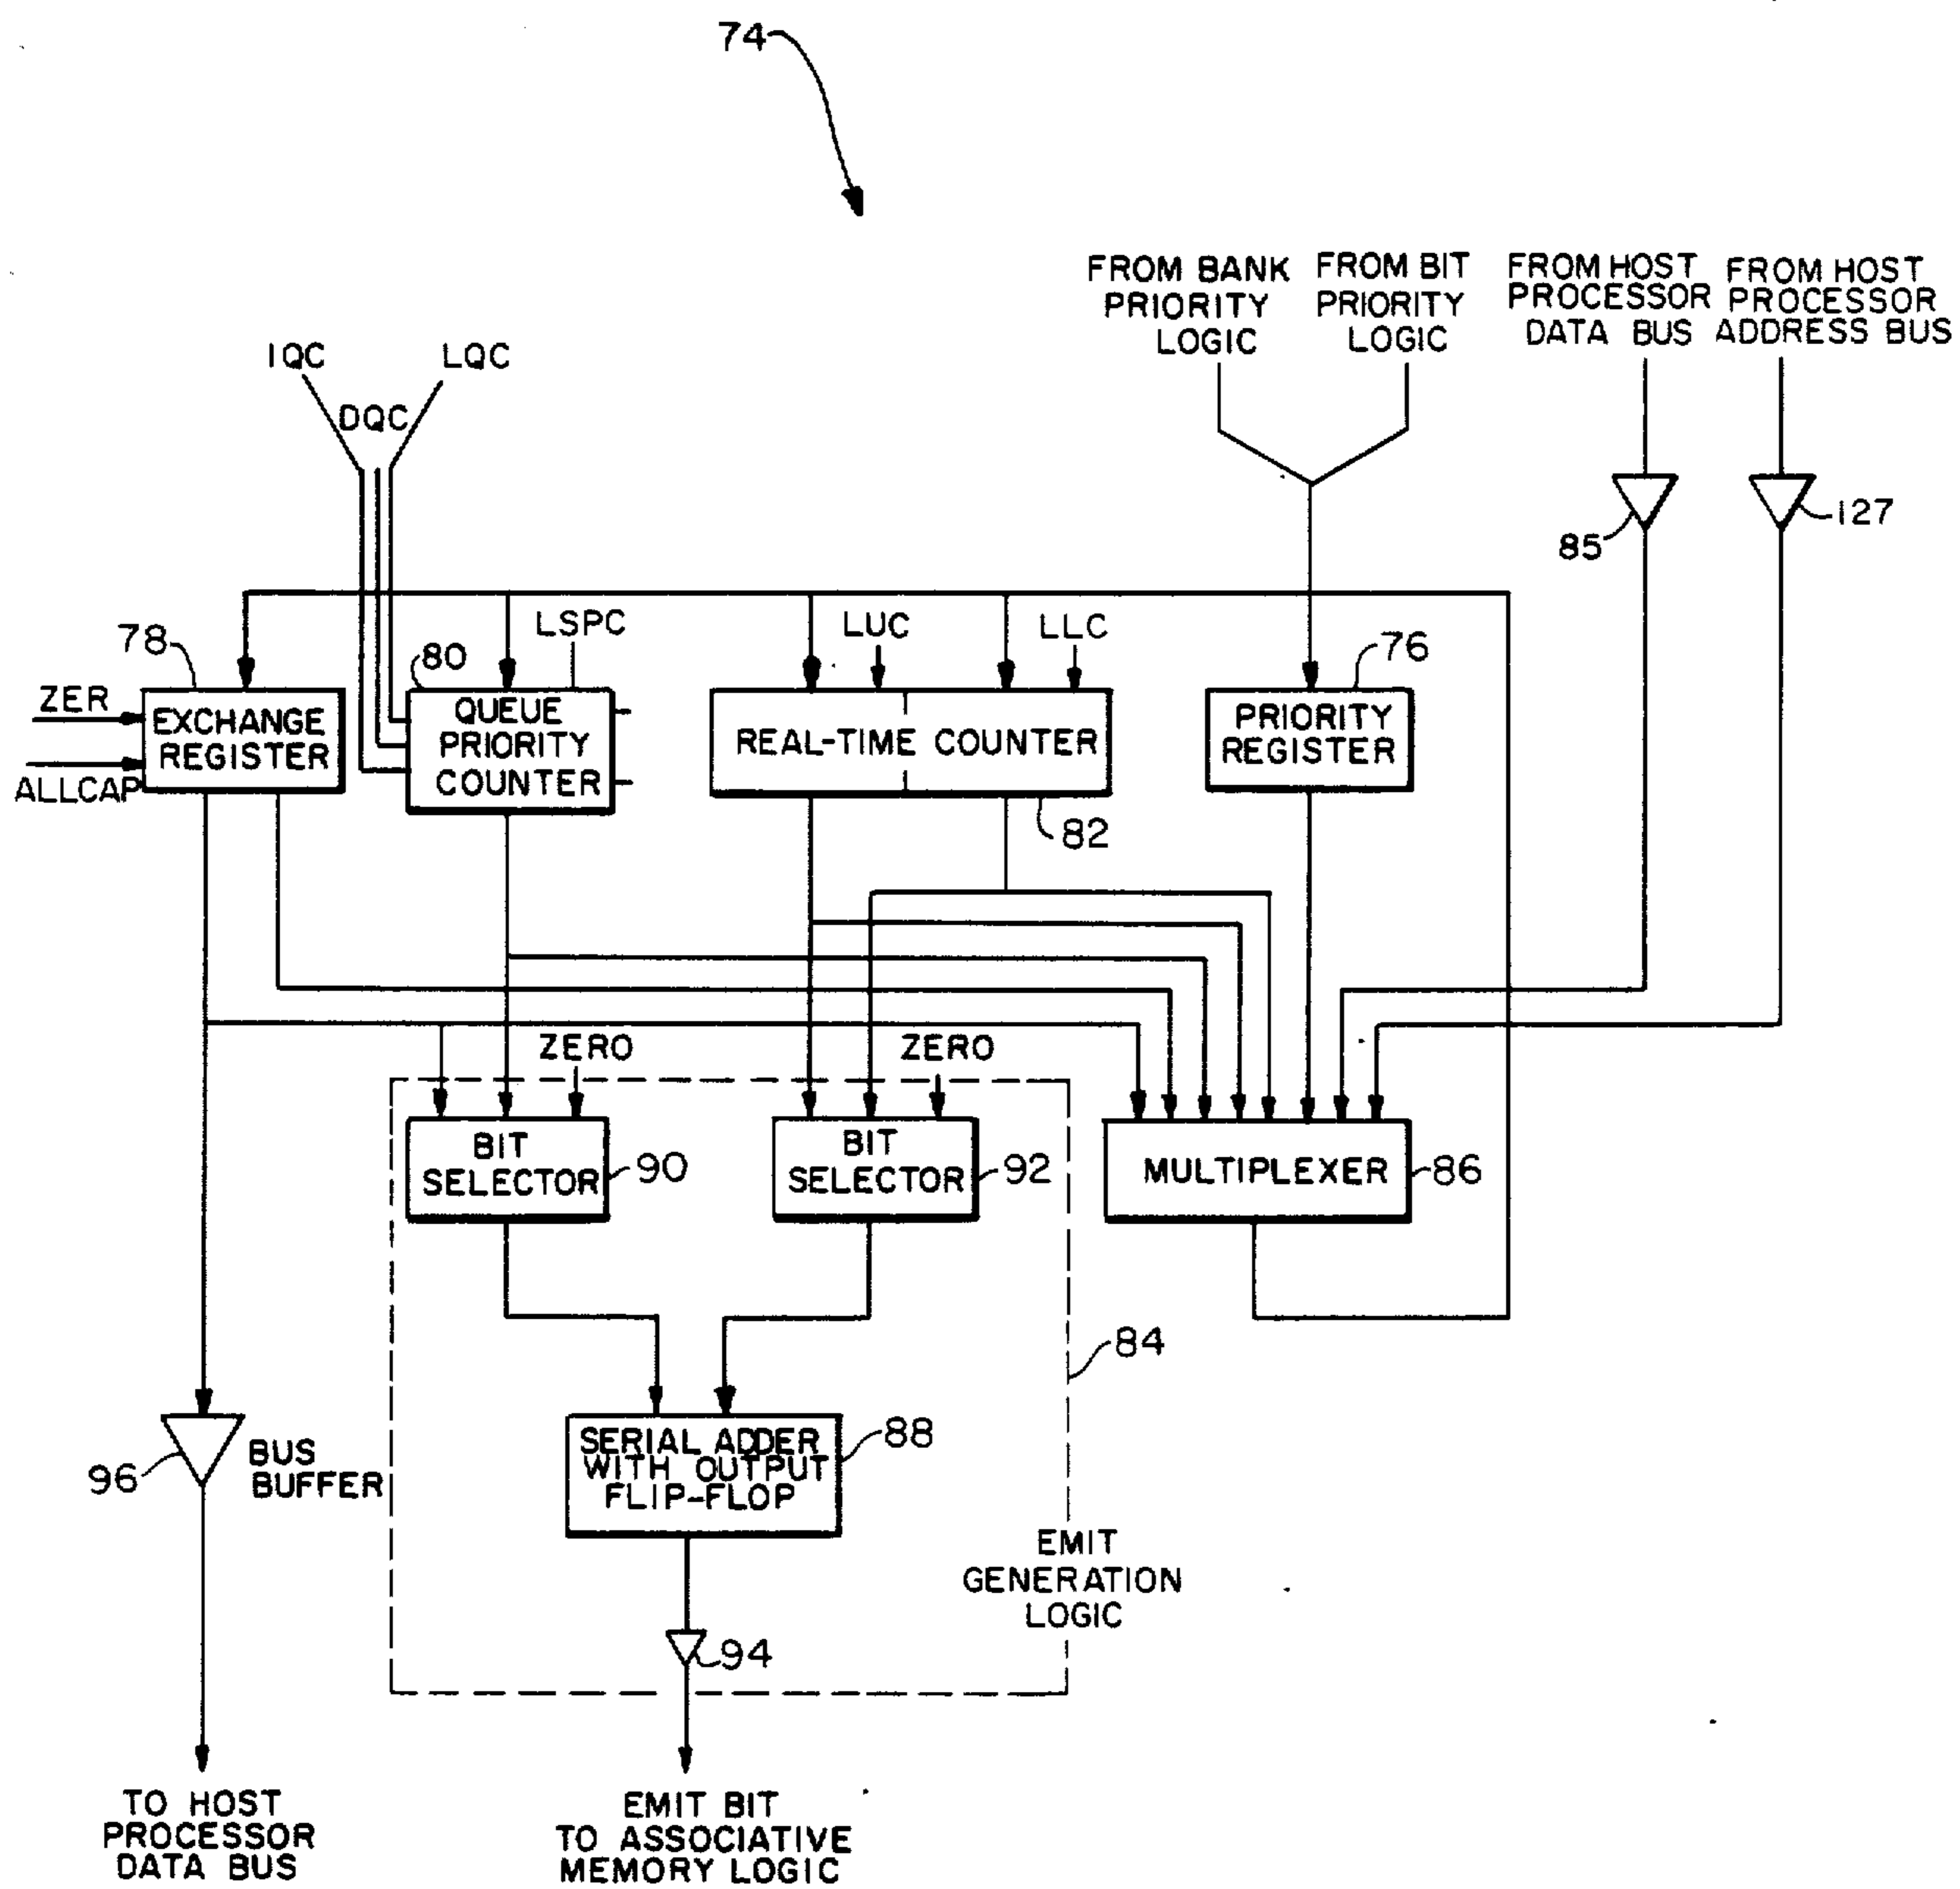 74
FROM BANK
PRIORITY
LOGIC
FROM BIT
PRIORITY
LOGIC
FROM HOST
PROCESSOR
DATA BUS
FROM HOST
PROCESSOR
ADDRESS BUS
IQC
DQC
LQC
85
127
78
80
LSPC
LUC
LLC
76
ZER
ALLCAP
EXCHANGE
REGISTER
QUEUE
PRIORITY
COUNTER
REAL-TIME COUNTER
PRIORITY
REGISTER
82
ZERO
ZERO
BIT
SELECTOR
90
BIT
SELECTOR
92
MULTIPLEXER
86
84
SERIAL ADDER
WITH OUTPUT
FLIP-FLOP
88
96
BUS
BUFFER
EMIT
GENERATION
LOGIC
94
TO HOST
PROCESSOR
DATA BUS
EMIT BIT
TO ASSOCIATIVE
MEMORY LOGIC